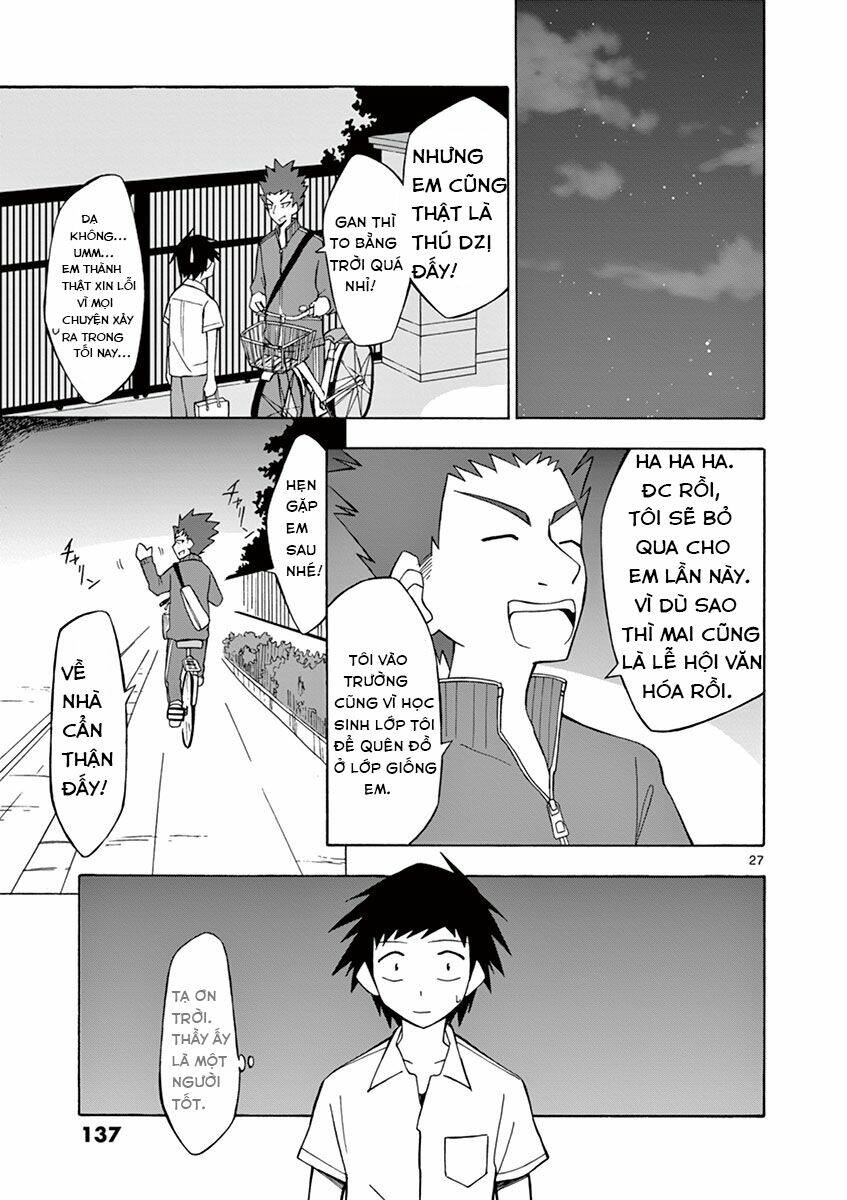 NHƯNG
EM CŨNG
THẬT LÀ
THÚ DZỊ
ĐẤY!
GAN THÌ
TO BẰNG
TRỜI QUÁ
NHỈ!
DẠ
KHÔNG...
UMM...
EM THÀNH
THẬT XIN LỖI
VÌ MỌI
CHUYỆN XẢY
RA TRONG
TỐI NAY...
HA HA HA.
ĐC RỒI,
TÔI SẼ BỎ
QUA CHO
EM LẦN NÀY.
VÌ DÙ SAO
THÌ MAI CŨNG
LÀ LỄ HỘI VĂN
HÓA RỒI.
TÔI VÀO
TRƯỜNG
CŨNG VÌ HỌC
SINH LỚP TÔI
ĐỂ QUÊN ĐỒ
Ở LỚP GIỐNG
EM.
HẸN
GẶP
EM
SAU
NHÉ!
チャ
チャ
VỀ
NHÀ
CẨN
THẬN
ĐẤY!
27
TẠ ƠN
TRỜI.
THẦY ẤY
LÀ MỘT
NGƯỜI
TỐT.
137